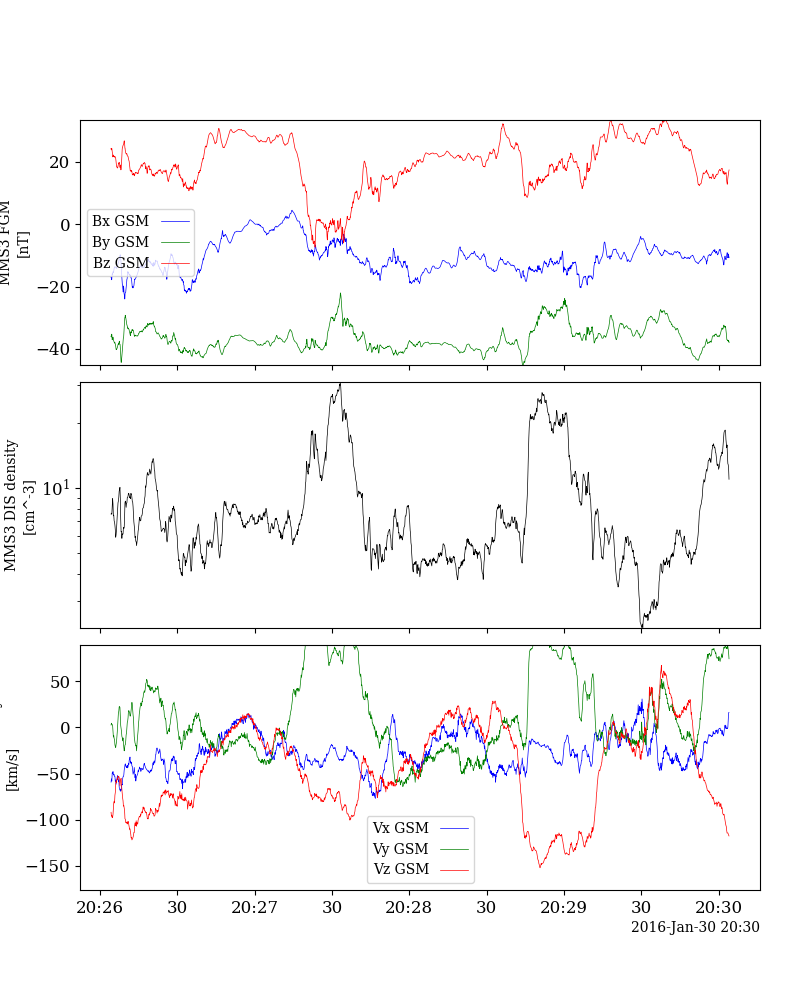 20
0
−20
−40
MMS3 FGM
[nT]
Bx GSM
By GSM
Bz GSM
10^1
MMS3 DIS density
[cm^-3]
50
0
−50
−100
−150
[km/s]
Vx GSM
Vy GSM
Vz GSM
20:26 30 20:27 30 20:28 30 20:29 30 20:30
2016-Jan-30 20:30